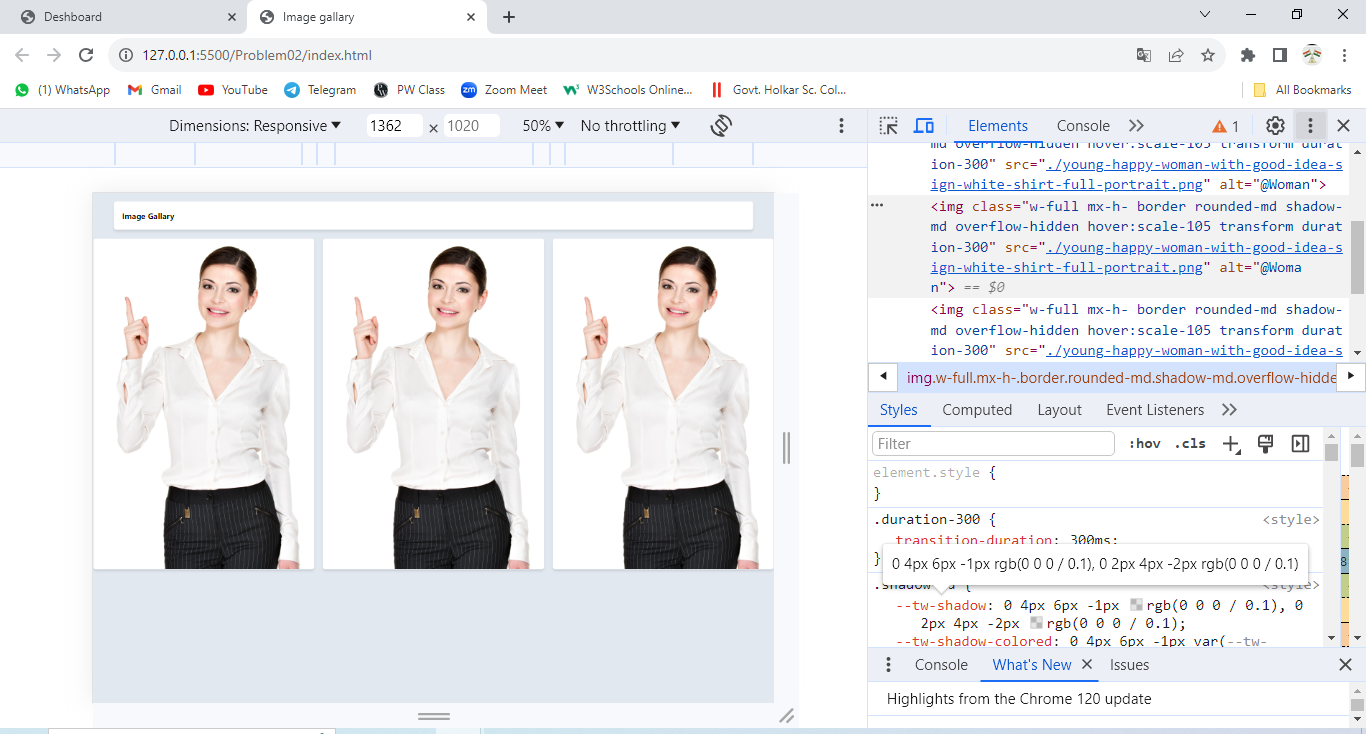 Deshboard
Image gallary
127.0.0.1:5500/Problem02/index.html
(1) WhatsApp
Gmail
YouTube
Telegram
PW Class
zm
Zoom Meet
W3Schools Online...
Govt. Holkar Sc. Col...
All Bookmarks
Dimensions: Responsive
1362
×
1020
50%
No throttling
Elements
Console
1
Image Gallary
md overflow-hidden hover:scale-105 transform durat
ion-300" src="./young-happy-woman-with-good-idea-s
ign-white-shirt-full-portrait.png" alt="@Woman">
<img class="w-full mx-h- border rounded-md shadow-
md overflow-hidden hover:scale-105 transform durat
ion-300" src="./young-happy-woman-with-good-idea-s
ign-white-shirt-full-portrait.png" alt="@Woma
n"> == $0
<img class="w-full mx-h- border rounded-md shadow-
md overflow-hidden hover:scale-105 transform durat
ion-300" src="./young-happy-woman-with-good-idea-s
img.w-full.mx-h-.border.rounded-md.shadow-md.overflow-hidde
Styles
Computed
Layout
Event Listeners
Filter
:hov
.cls
element.style {
}
.duration-300 {
<style>
transition-duration: 300ms;
}
0 4px 6px -1px rgb(0 0 0 / 0.1), 0 2px 4px -2px rgb(0 0 0 / 0.1)
<style>
--tw-shadow: 0 4px 6px -1px rgb(0 0 0 / 0.1), 0
2px 4px -2px rgb(0 0 0 / 0.1);
--tw-shadow-colored: 0 4px 6px -1px var(--tw-
8
Console
What's New
Issues
Highlights from the Chrome 120 update